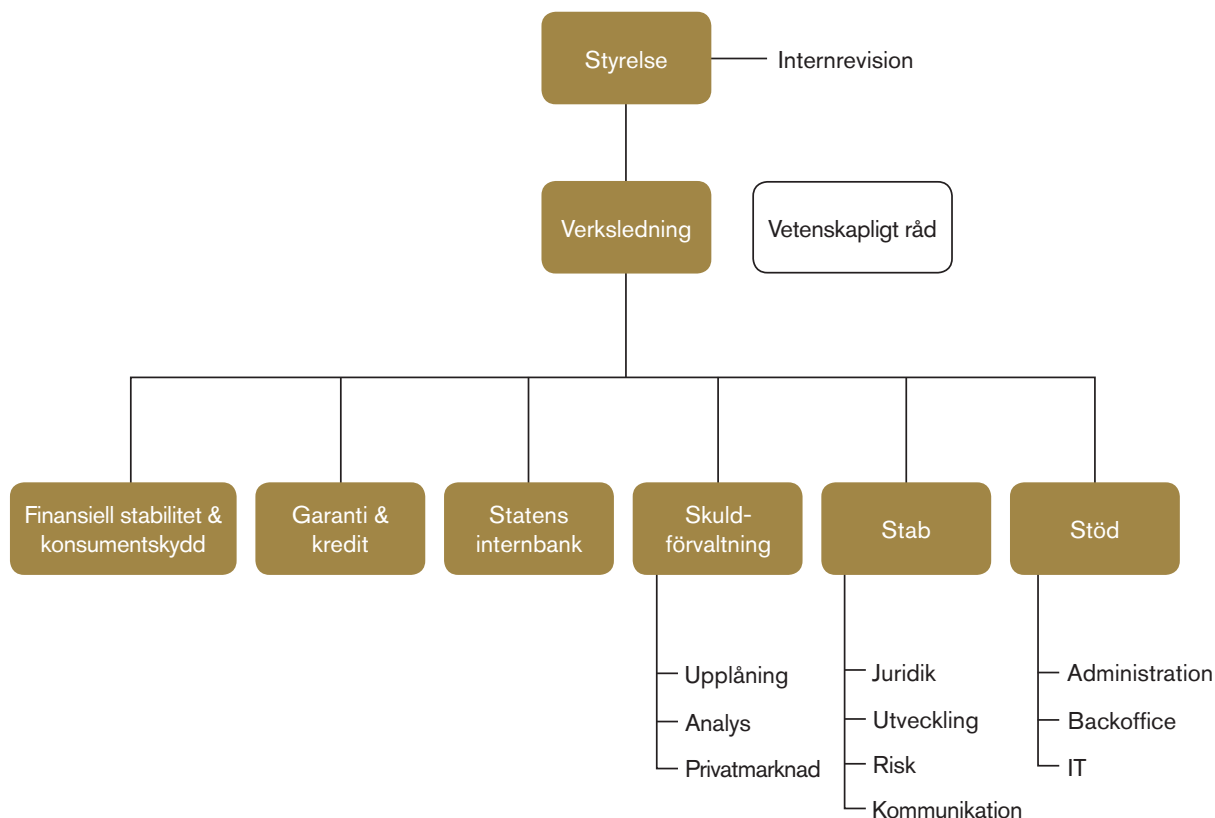 Styrelse
Internrevision
Verksledning
Vetenskapligt råd
Finansiell stabilitet &
konsumentskydd
Garanti &
kredit
Statens
internbank
Skuld-
förvaltning
Stab
Stöd
Upplåning
Analys
Privatmarknad
Juridik
Utveckling
Risk
Kommunikation
Administration
Backoffice
IT